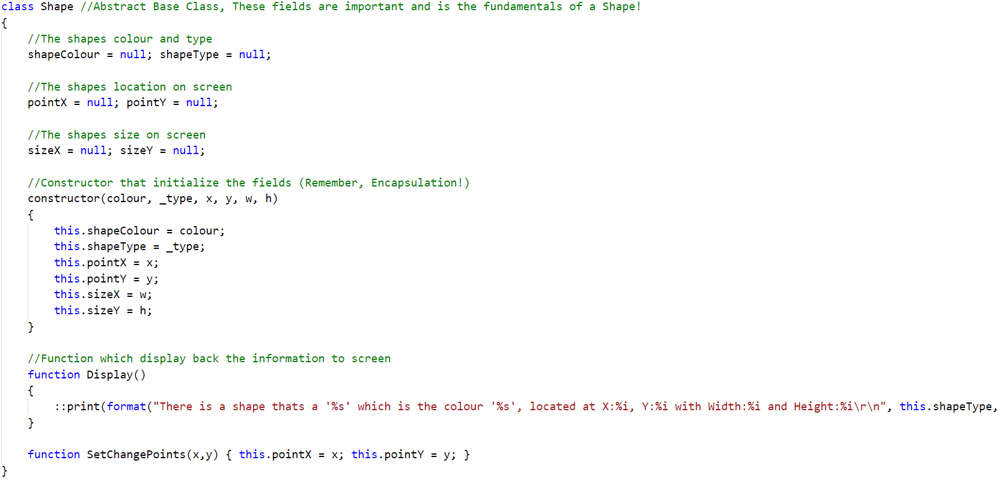 class Shape //Abstract Base Class, These fields are important and is the fundamentals of a Shape!
{
    //The shapes colour and type
    shapeColour = null; shapeType = null;

    //The shapes location on screen
    pointX = null; pointY = null;

    //The shapes size on screen
    sizeX = null; sizeY = null;

    //Constructor that initialize the fields (Remember, Encapsulation!)
    constructor(colour, _type, x, y, w, h)
    {
        this.shapeColour = colour;
        this.shapeType = _type;
        this.pointX = x;
        this.pointY = y;
        this.sizeX = w;
        this.sizeY = h;
    }

    //Function which display back the information to screen
    function Display()
    {
        ::print(format("There is a shape thats a '%s' which is the colour '%s', located at X:%i, Y:%i with Width:%i and Height:%i\r\n", this.shapeType,
    }

    function SetChangePoints(x,y) { this.pointX = x; this.pointY = y; }
}